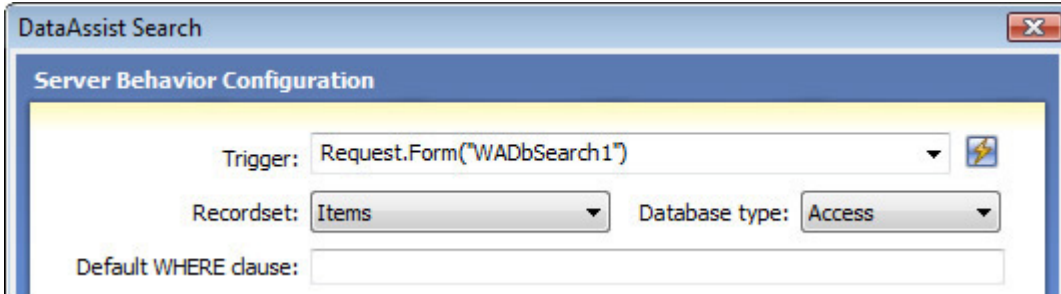 DataAssist Search
Server Behavior Configuration
Trigger: Request.Form("WADbSearch1")
Recordset: Items Database type: Access
Default WHERE clause: